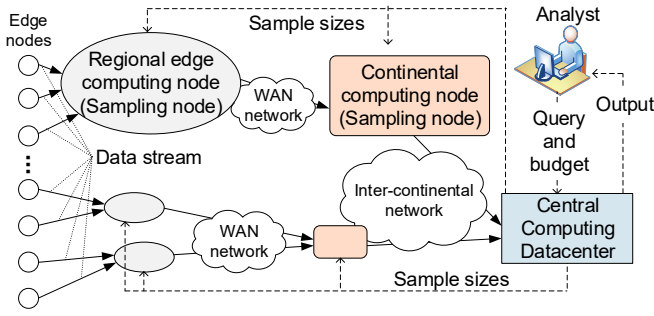 Edge
nodes
Sample sizes
Analyst
Regional edge
computing node
(Sampling node)
WAN
network
Continental
computing node
(Sampling node)
Output
Query
and
budget
Data stream
Inter-continental
network
WAN
network
Central
Computing
Datacenter
Sample sizes